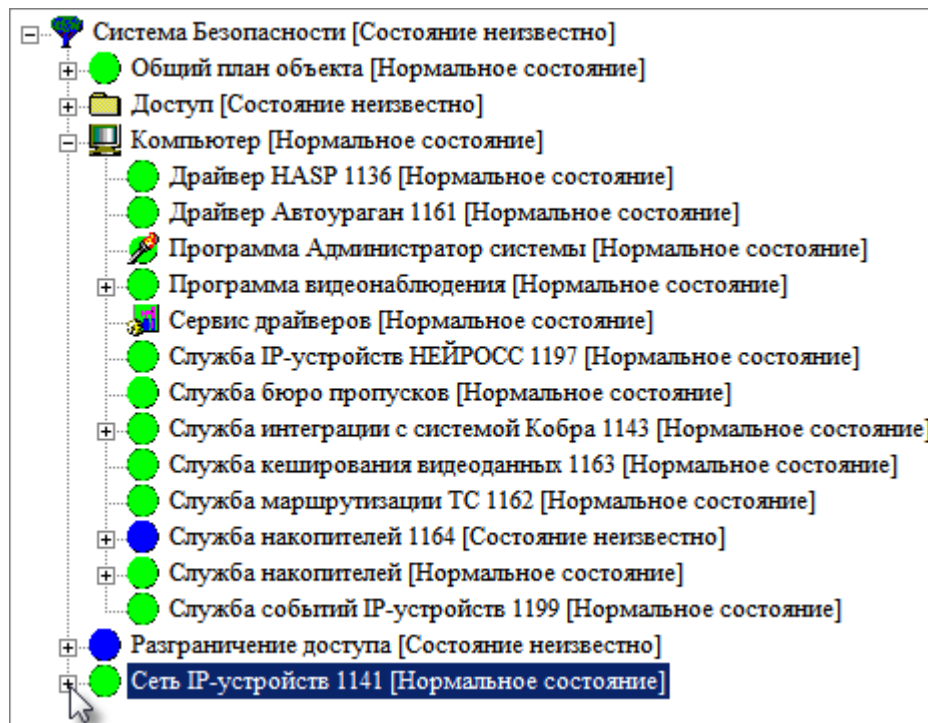 Система Безопасности [Состояние неизвестно]
Общий план объекта [Нормальное состояние]
Доступ [Состояние неизвестно]
Компьютер [Нормальное состояние]
Драйвер HASP 1136 [Нормальное состояние]
Драйвер Автоураган 1161 [Нормальное состояние]
Программа Администратор системы [Нормальное состояние]
Программа видеонаблюдения [Нормальное состояние]
Сервис драйверов [Нормальное состояние]
Служба IP-устройств НЕЙРОСС 1197 [Нормальное состояние]
Служба бюро пропусков [Нормальное состояние]
Служба интеграции с системой Кобра 1143 [Нормальное состояние]
Служба кеширования видеоданных 1163 [Нормальное состояние]
Служба маршрутизации ТС 1162 [Нормальное состояние]
Служба накопителей 1164 [Состояние неизвестно]
Служба накопителей [Нормальное состояние]
Служба событий IP-устройств 1199 [Нормальное состояние]
Разграничение доступа [Состояние неизвестно]
Сеть IP-устройств 1141 [Нормальное состояние]